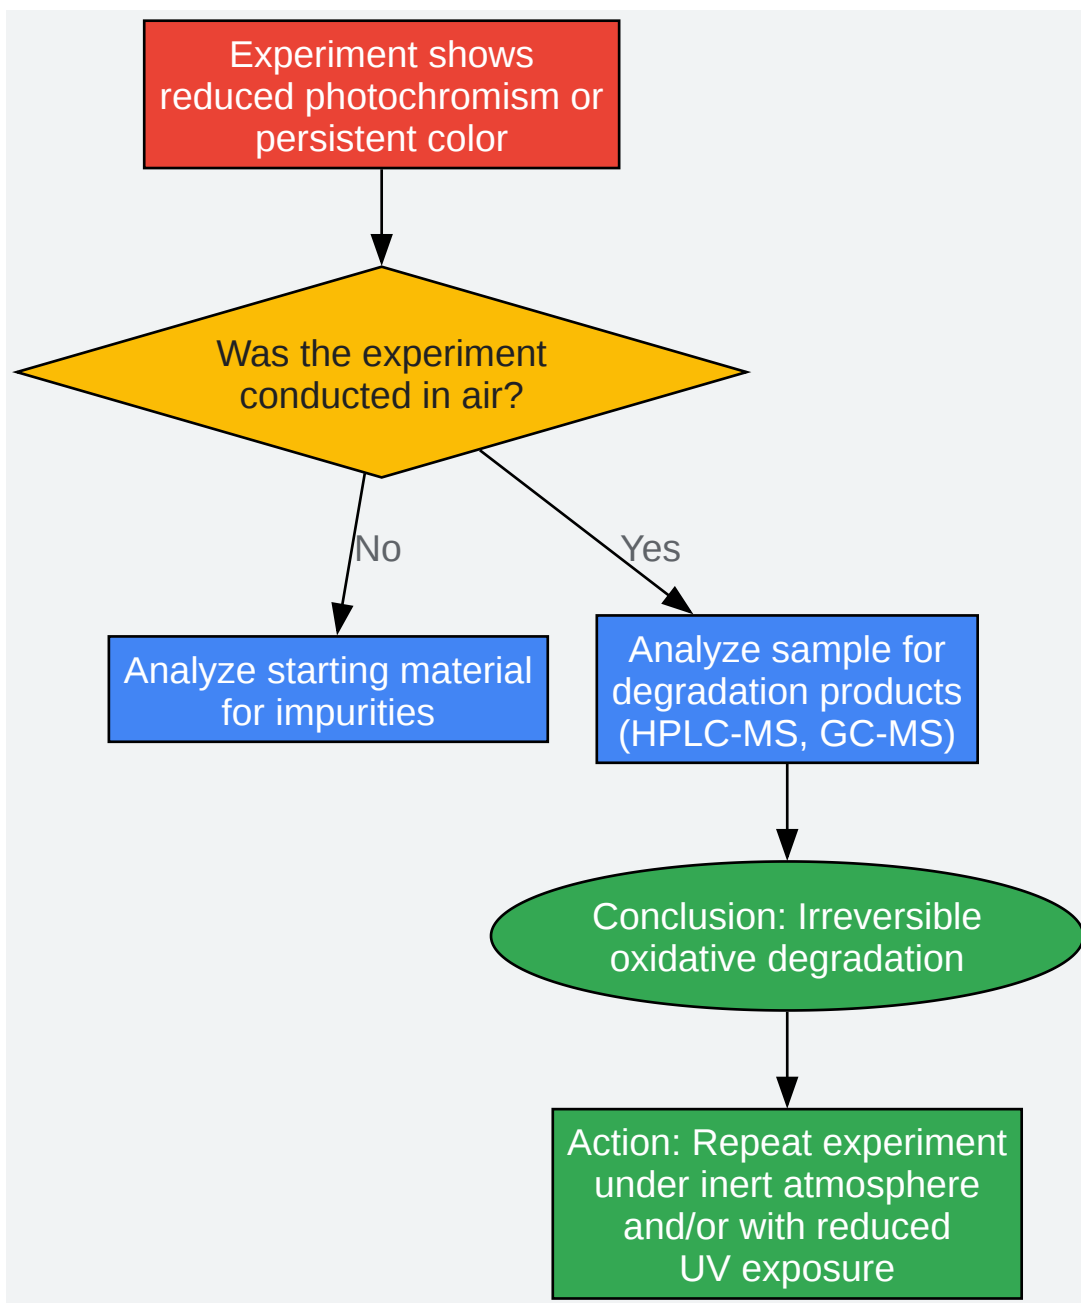 Experiment shows
reduced photochromism or
persistent color
Was the experiment
conducted in air?
No
Yes
Analyze starting material
for impurities
Analyze sample for
degradation products
(HPLC-MS, GC-MS)
Conclusion: Irreversible
oxidative degradation
Action: Repeat experiment
under inert atmosphere
and/or with reduced
UV exposure